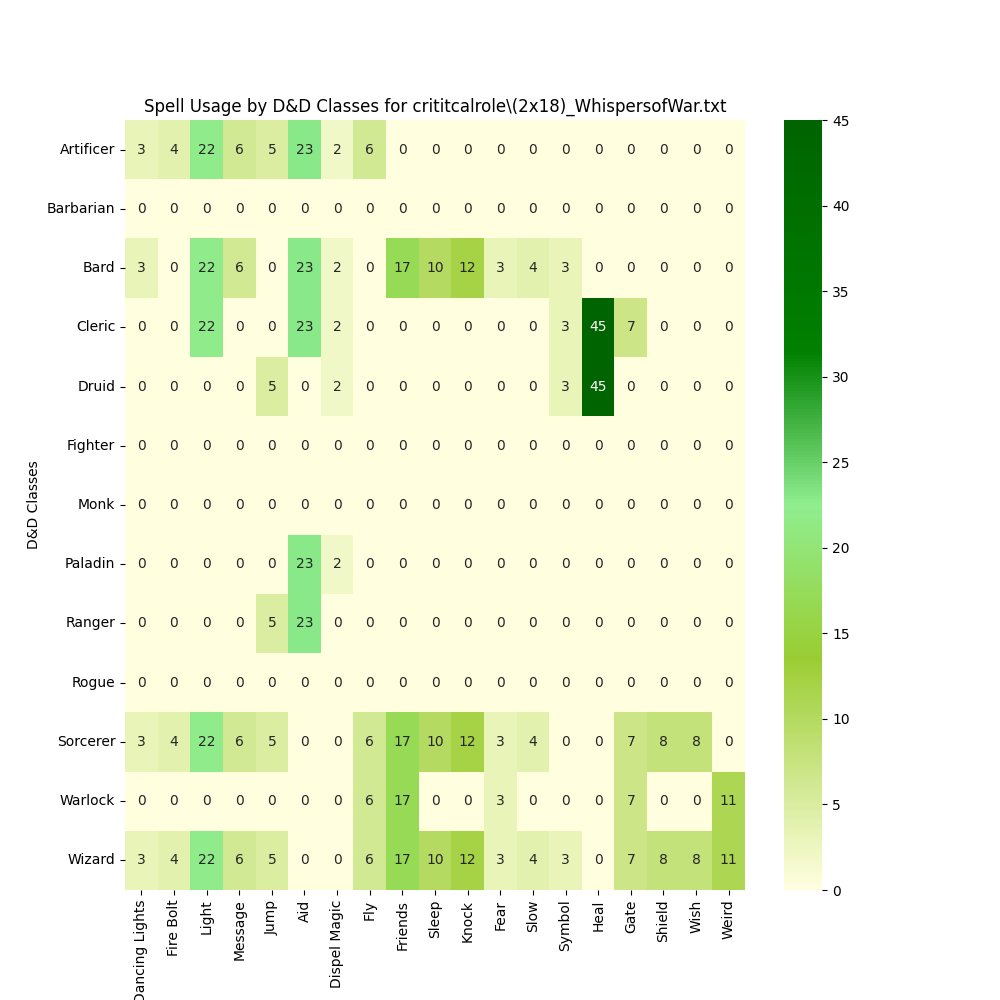 Spell Usage by D&D Classes for crititcalrole\(2x18)_WhispersofWar.txt
Artificer 3 4 22 6 5 23 2 6 0 0 0 0 0 0 0 0 0 0 0
Barbarian 0 0 0 0 0 0 0 0 0 0 0 0 0 0 0 0 0 0 0
Bard 3 0 22 6 0 23 2 0 17 10 12 3 4 3 0 0 0 0 0
Cleric 0 0 22 0 0 23 2 0 0 0 0 0 0 3 45 7 0 0 0
Druid 0 0 0 0 5 0 2 0 0 0 0 0 0 3 45 0 0 0 0
Fighter 0 0 0 0 0 0 0 0 0 0 0 0 0 0 0 0 0 0 0
Monk 0 0 0 0 0 0 0 0 0 0 0 0 0 0 0 0 0 0 0
Paladin 0 0 0 0 0 23 2 0 0 0 0 0 0 0 0 0 0 0 0
Ranger 0 0 0 0 5 23 0 0 0 0 0 0 0 0 0 0 0 0 0
Rogue 0 0 0 0 0 0 0 0 0 0 0 0 0 0 0 0 0 0 0
Sorcerer 3 4 22 6 5 0 0 6 17 10 12 3 4 0 0 7 8 8 0
Warlock 0 0 0 0 0 0 0 6 17 0 0 3 0 0 0 7 0 0 11
Wizard 3 4 22 6 5 0 0 6 17 10 12 3 4 3 0 7 8 8 11
D&D Classes
Dancing Lights
Fire Bolt
Light
Message
Jump
Aid
Dispel Magic
Fly
Friends
Sleep
Knock
Fear
Slow
Symbol
Heal
Gate
Shield
Wish
Weird
45
40
35
30
25
20
15
10
5
0